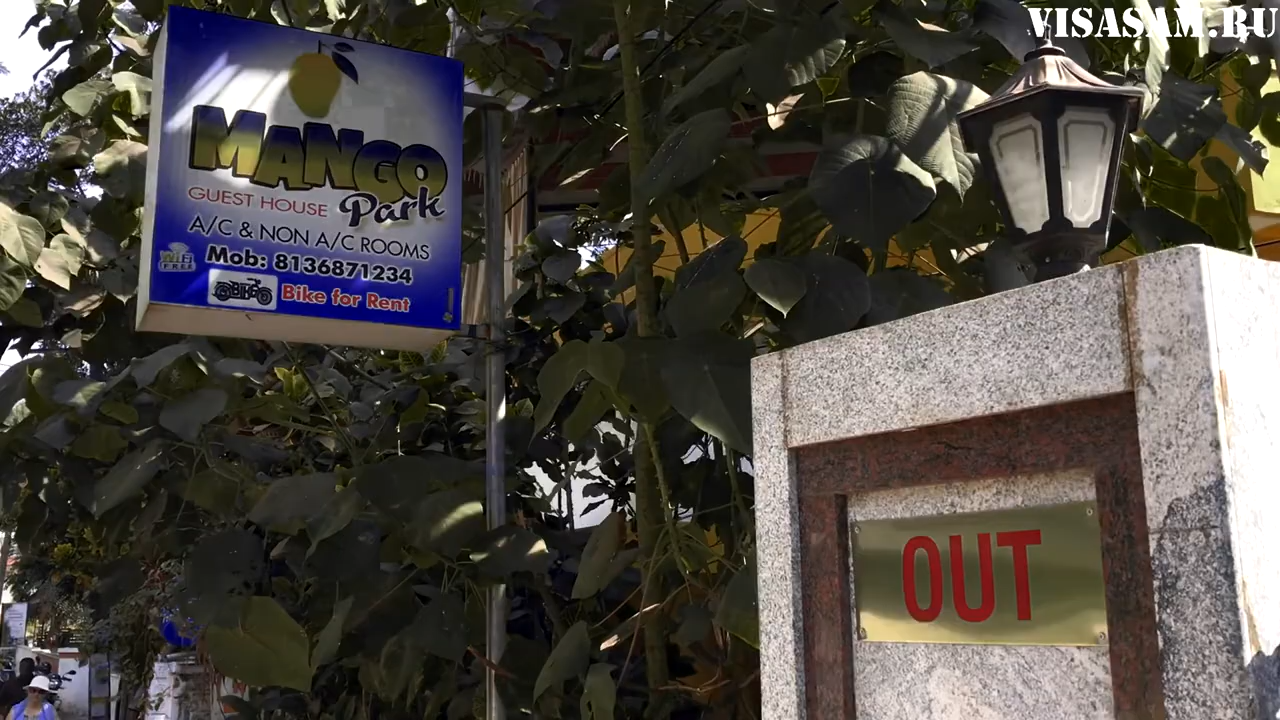 VISASAM.RU
MANGO
GUEST HOUSE Park
A/C & NON A/C ROOMS
WiFi
FREE
Mob: 8136871234
Bike for Rent
OUT